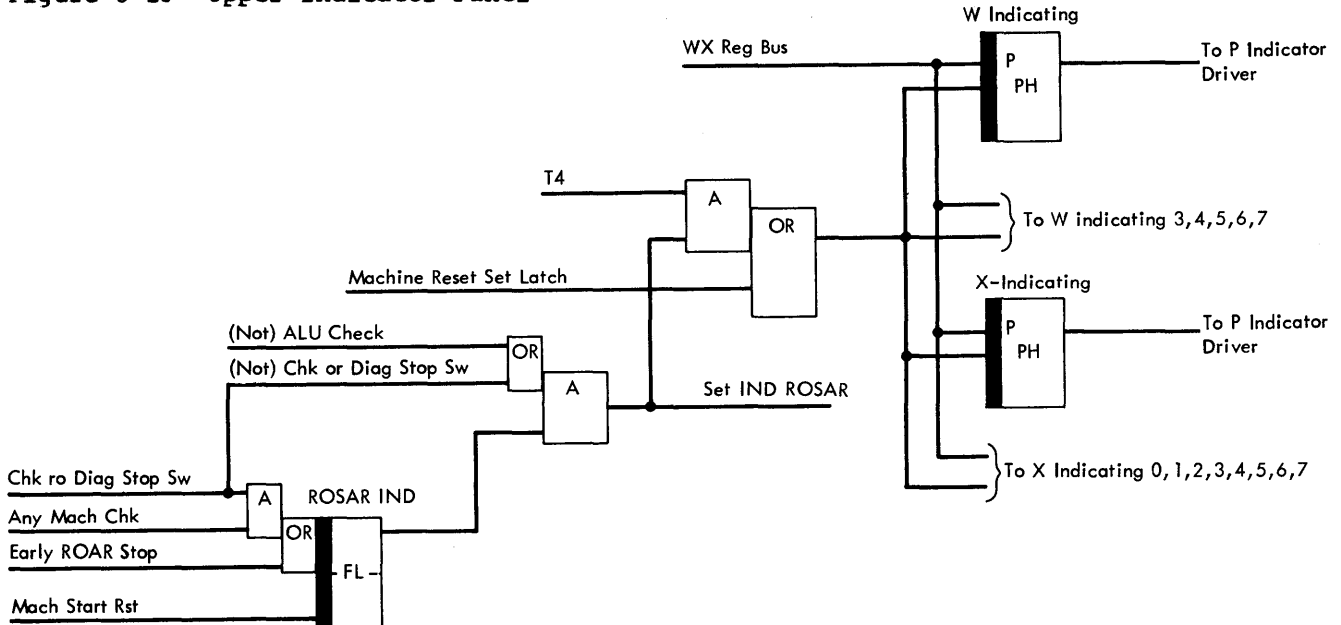 Figure Upper Indicator Panel
W Indicating
WX Reg Bus
P
PH
To P Indicator
Driver
T4
A
OR
To W indicating 3,4,5,6,7
Machine Reset Set Latch
X-Indicating
P
PH
To P Indicator
Driver
(Not) ALU Check
OR
(Not) Chk or Diag Stop Sw
A
Set IND ROSAR
Chk ro Diag Stop Sw
A
ROSAR IND
To X Indicating 0,1,2,3,4,5,6,7
Any Mach Chk
OR
Early ROAR Stop
FL
Mach Start Rst